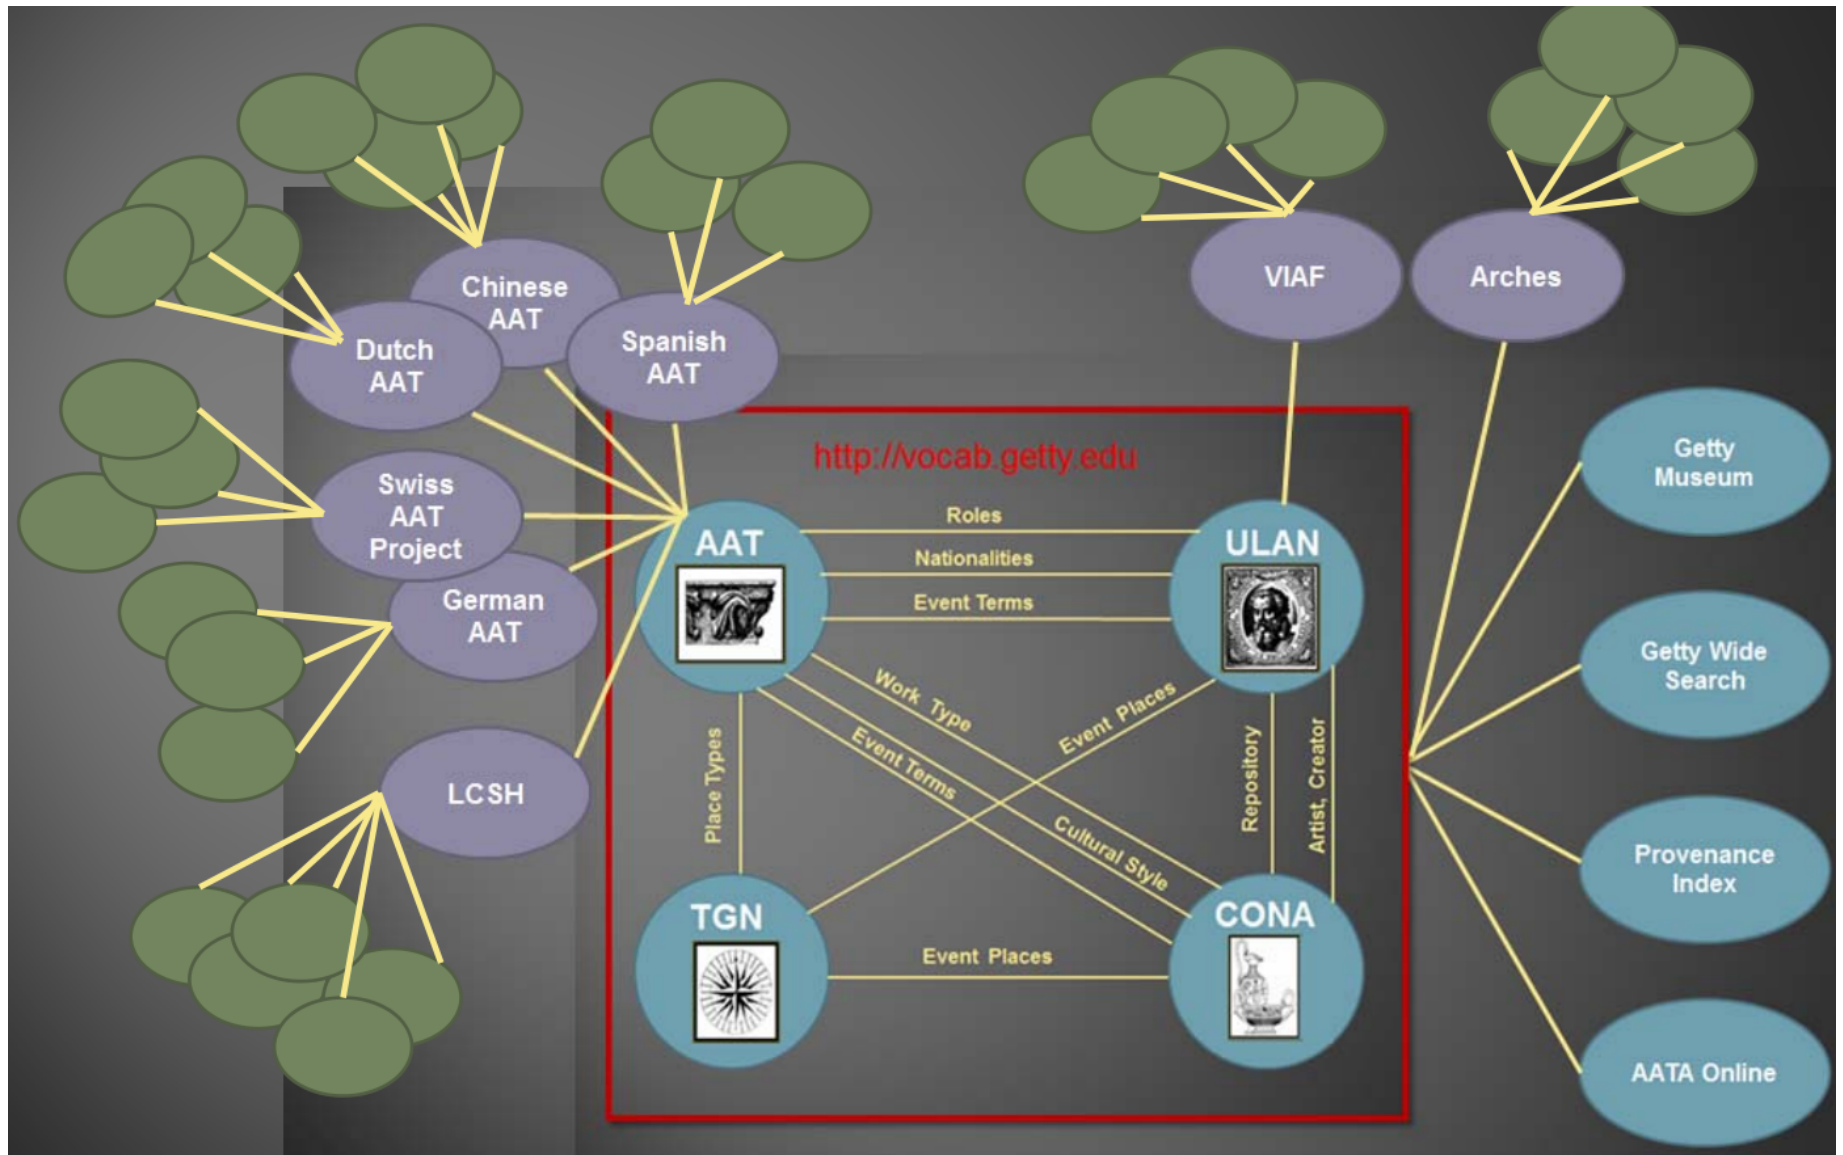 Chinese
AAT
Dutch
AAT
Spanish
AAT
VIAF
Arches
Swiss
AAT
Project
German
AAT
LCSH
http://vocab.getty.edu
AAT
Roles
Nationalities
Event Terms
ULAN
Work Type
Event Terms
Cultural Style
Event Places
Place Types
Repository
Artist, Creator
TGN
Event Places
CONA
Getty
Museum
Getty Wide
Search
Provenance
Index
AATA Online